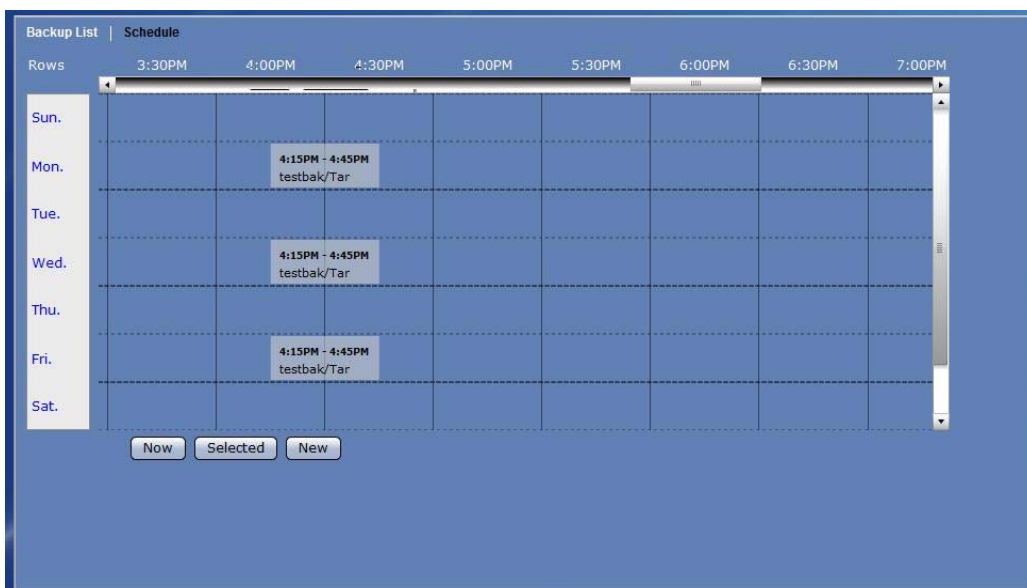 Backup List | Schedule
Rows 3:30PM 4:00PM 4:30PM 5:00PM 5:30PM 6:00PM 6:30PM 7:00PM
Sun.
Mon.
4:15PM - 4:45PM
testbak/Tar
Tue.
Wed.
4:15PM - 4:45PM
testbak/Tar
Thu.
Fri.
4:15PM - 4:45PM
testbak/Tar
Sat.
Now Selected New